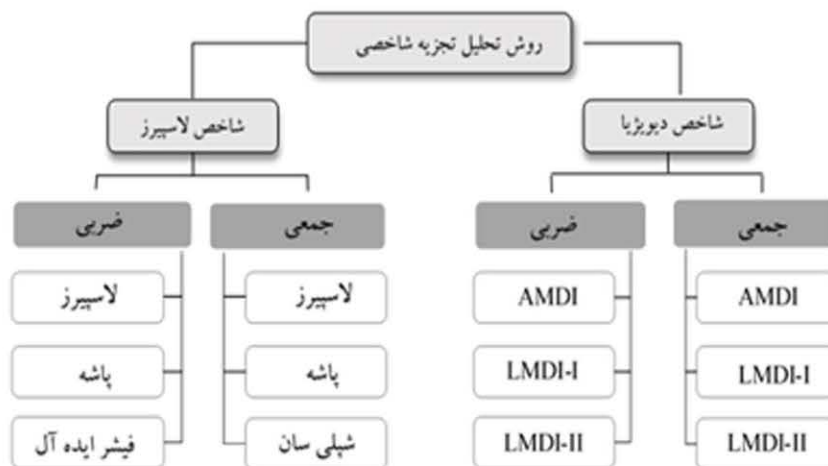 روش تحلیل تجزیه شاخصی
شاخص دیویژیا
شاخص لاسپیرز
جمعی
ضربی
جمعی
ضربی
AMDI
AMDI
لاسپیرز
لاسپیرز
LMDI-I
LMDI-I
پاشه
پاشه
LMDI-II
LMDI-II
شپلی سان
فیشر ایده آل